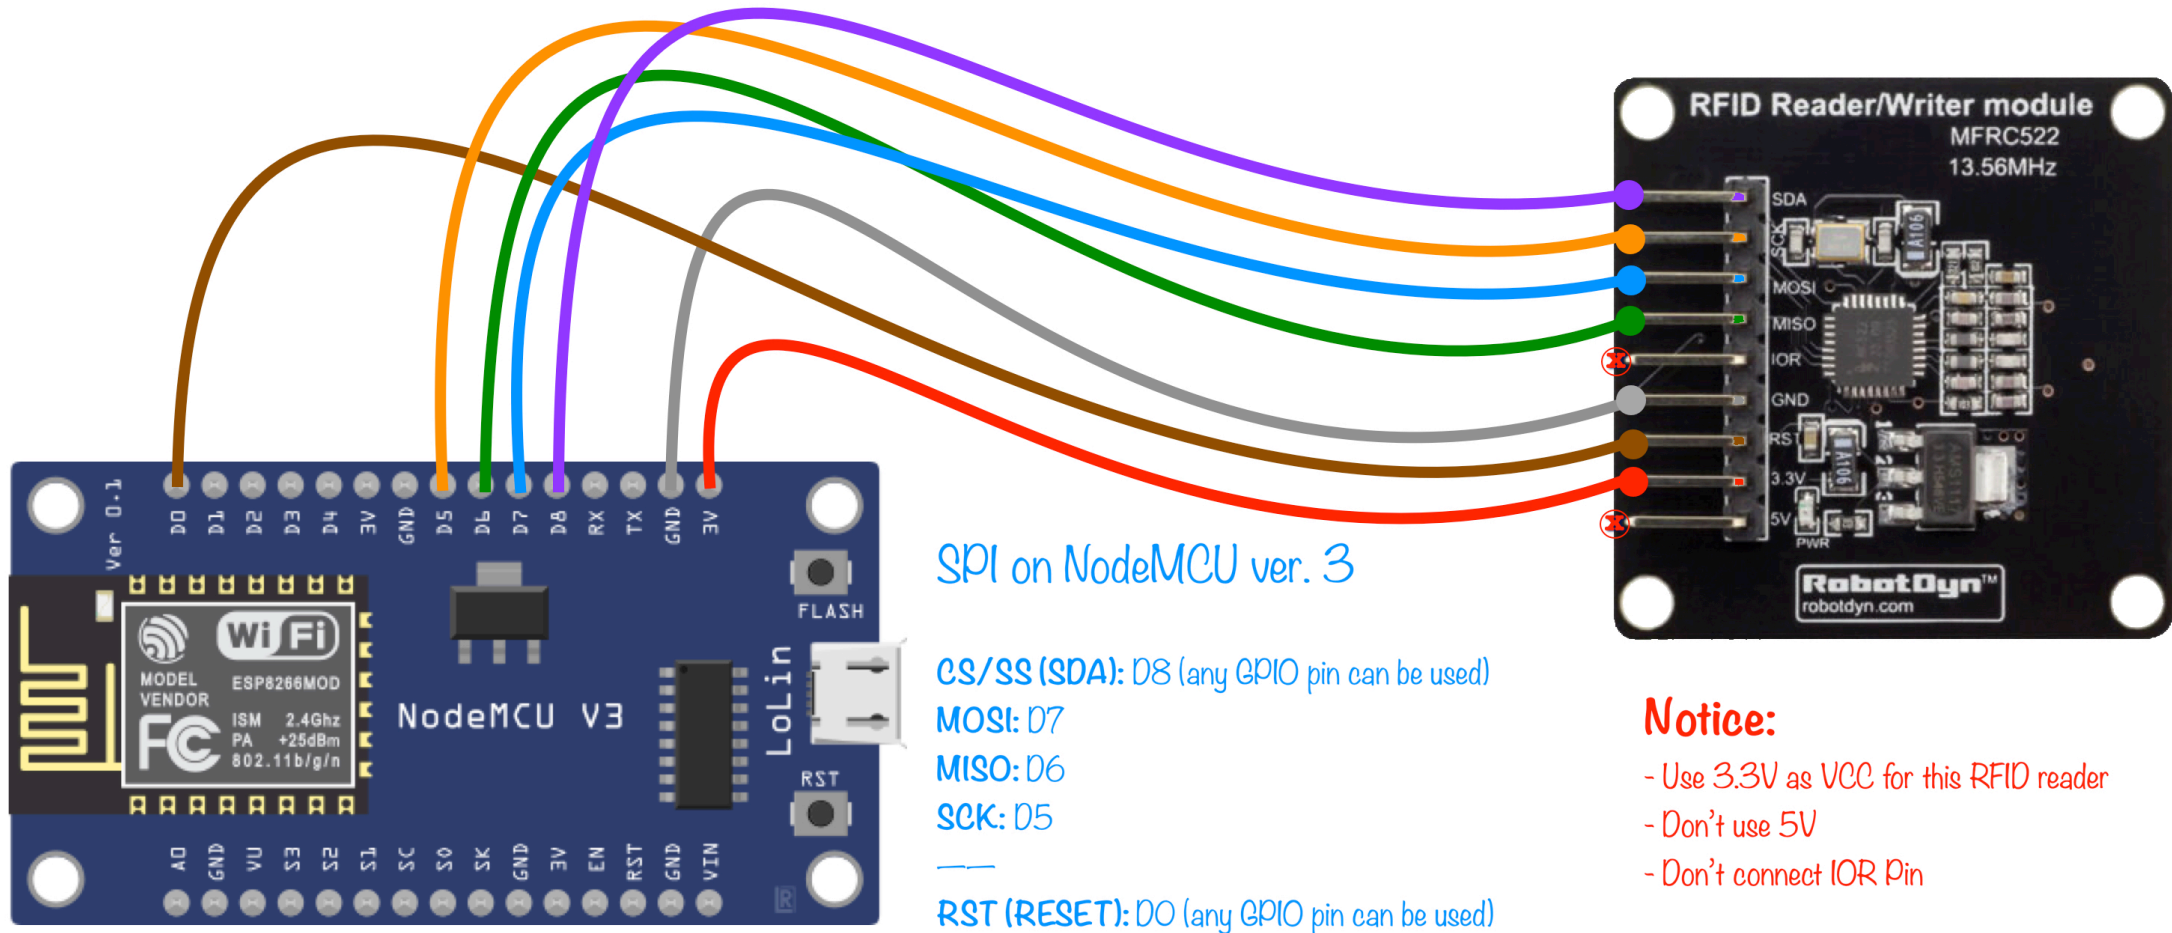 RFID Reader/Writer module
MFRC522
13.56MHz
SDA
SCK
MOSI
MISO
IOR
GND
RST
3.3V
5V
PWR
A106
A106
AMS1117
RobotDyn™
robotdyn.com
Ver 0.1
D0 D1 D2 D3 D4 3V GND D5 D6 D7 D8 RX TX GND 3V
FLASH
WiFi
MODEL
VENDOR
ESP8266MOD
FC
ISM 2.4Ghz
PA +25dBm
802.11b/g/n
NodeMCU V3
LoLin
RST
A0 GND VU S3 S2 S1 SC S0 SK GND 3V EN RST GND VIN
R
SPI on NodeMCU ver. 3
CS/SS (SDA): D8 (any GPIO pin can be used)
MOSI: D7
MISO: D6
SCK: D5
——
RST (RESET): D0 (any GPIO pin can be used)
Notice:
- Use 3.3V as VCC for this RFID reader
- Don't use 5V
- Don't connect IOR Pin
x
x